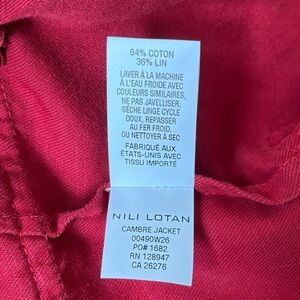 64% COTON
36% LIN
LAVER À LA MACHINE
À L'EAU FROIDE AVEC
COULEURS SIMILAIRES,
NE PAS JAVELLISER,
SÈCHE LINGE CYCLE
DOUX, REPASSER
AU FER FROID,
OU NETTOYER À SEC
FABRIQUÉ AUX
ÉTATS-UNIS AVEC
TISSU IMPORTÉ
NILI LOTAN
CAMBRE JACKET
00490W26
PO# 1682
RN 128947
CA 26276